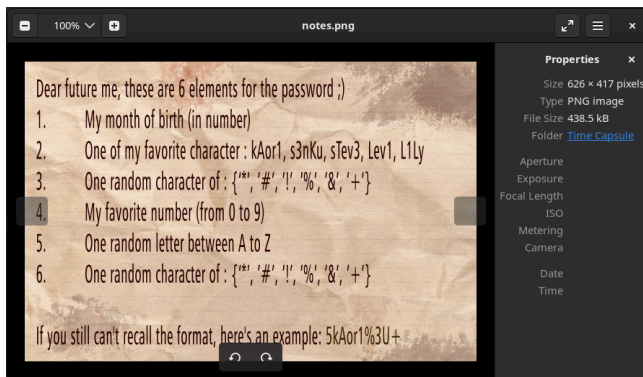 100%
notes.png
Properties
Size 626 × 417 pixels
Type PNG image
File Size 438.5 kB
Folder Time Capsule
Aperture
Exposure
Focal Length
ISO
Metering
Camera
Date
Time
Dear future me, these are 6 elements for the password ;)
1. My month of birth (in number)
2. One of my favorite character : kAor1, s3nKu, sTev3, Lev1, L1Ly
3. One random character of : {'*', '#', '!', '%', '&', '+'}
4. My favorite number (from 0 to 9)
5. One random letter between A to Z
6. One random character of : {'*', '#', '!', '%', '&', '+'}
If you still can't recall the format, here's an example: 5kAor1%3U+